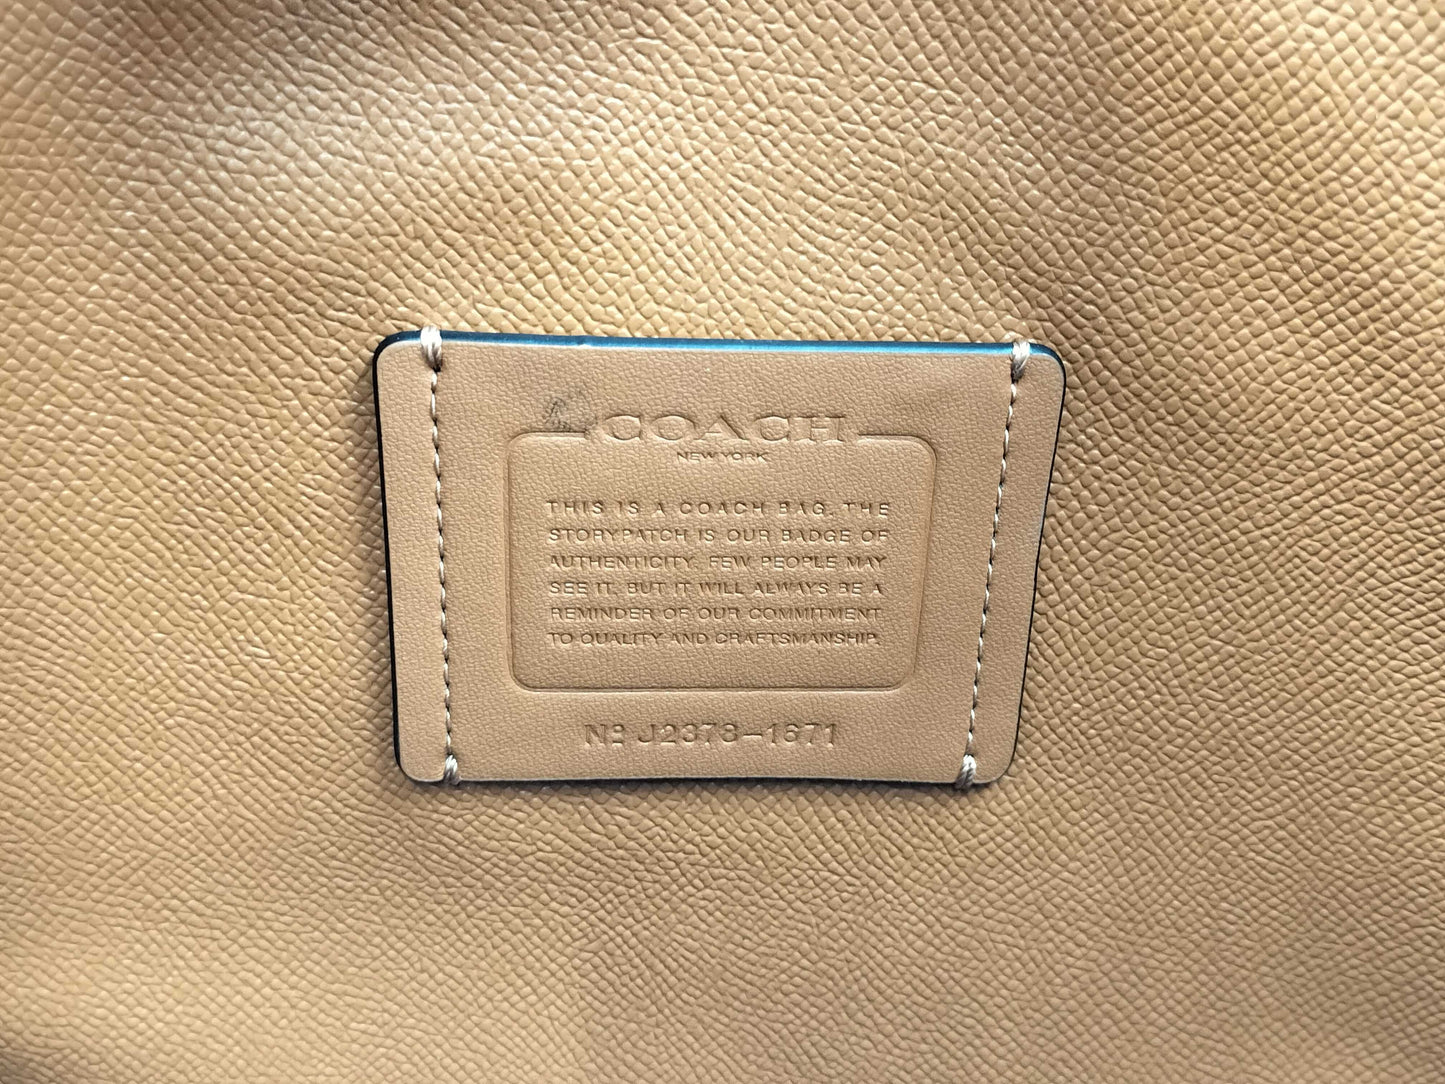 COACH
NEW YORK
THIS IS A COACH BAG. THE
STORYPATCH IS OUR BADGE OF
AUTHENTICITY. FEW PEOPLE MAY
SEE IT, BUT IT WILL ALWAYS BE A
REMINDER OF OUR COMMITMENT
TO QUALITY AND CRAFTSMANSHIP.
Nº J2378-1671